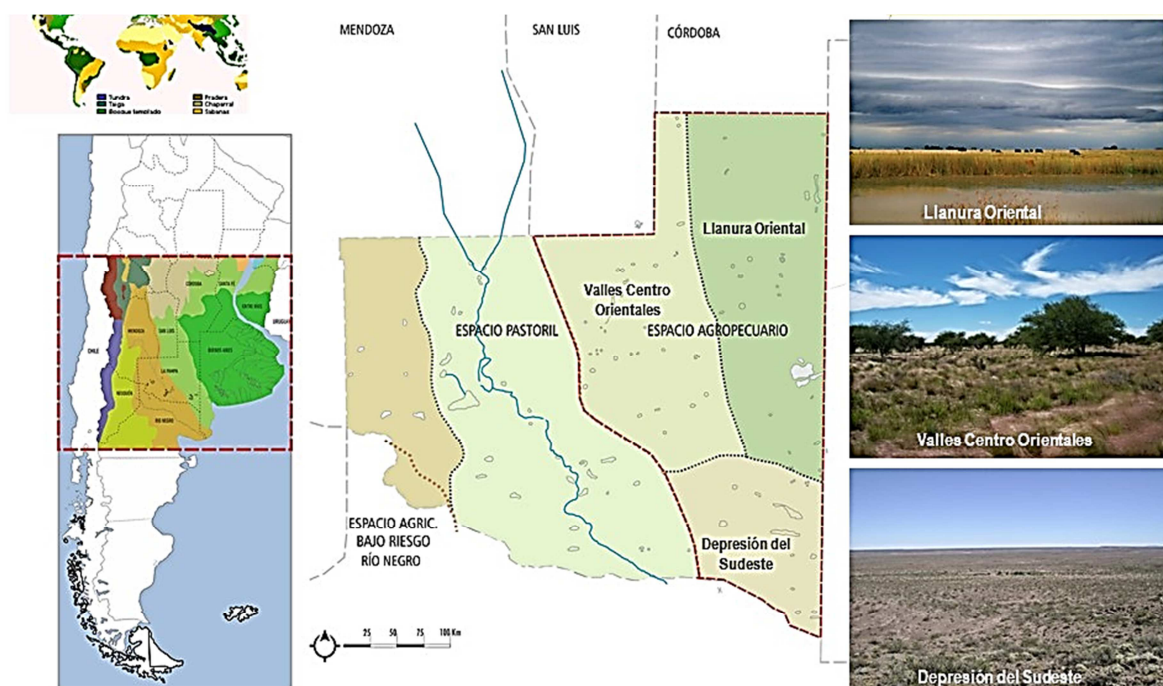 Tundra
Taiga
Bosque templado
Pradera
Chaparral
Sabanas
CÓRDOBA
SANTA FE
ENTRE RIOS
URUGUAY
MENDOZA
SAN LUIS
BUENOS AIRES
CHILE
LA PAMPA
NEUQUÉN
RIO NEGRO
MENDOZA
SAN LUIS
CÓRDOBA
Llanura Oriental
Valles Centro
Orientales
ESPACIO PASTORIL
ESPACIO AGROPECUARIO
ESPACIO AGRIC.
BAJO RIESGO
RÍO NEGRO
Depresión del
Sudeste
25 50 75 100 Km
Llanura Oriental
Valles Centro Orientales
Depresión del Sudeste